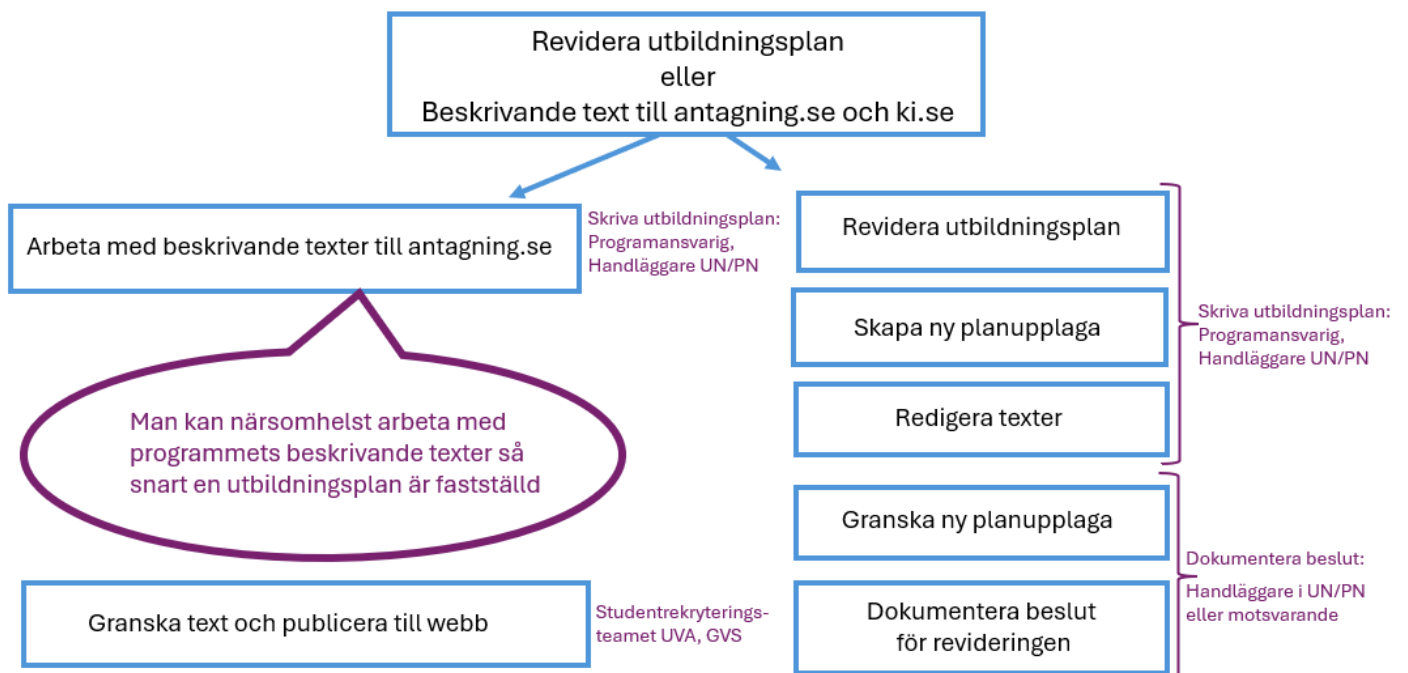 Revidera utbildningsplan
eller
Beskrivande text till antagning.se och ki.se
Arbeta med beskrivande texter till antagning.se
Skriva utbildningsplan:
Programansvarig,
Handläggare UN/PN
Man kan närsomhelst arbeta med
programmets beskrivande texter så
snart en utbildningsplan är fastställd
Granska text och publicera till webb
Studentrekryterings-
teamet UVA, GVS
Revidera utbildningsplan
Skapa ny planupplaga
Redigera texter
Skriva utbildningsplan:
Programansvarig,
Handläggare UN/PN
Granska ny planupplaga
Dokumentera beslut
för revideringen
Dokumentera beslut:
Handläggare i UN/PN
eller motsvarande